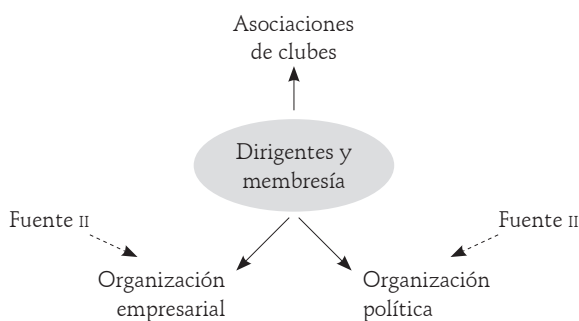 Asociaciones
de clubes
Dirigentes y
membresía
Fuente II
Fuente II
Organización
empresarial
Organización
política